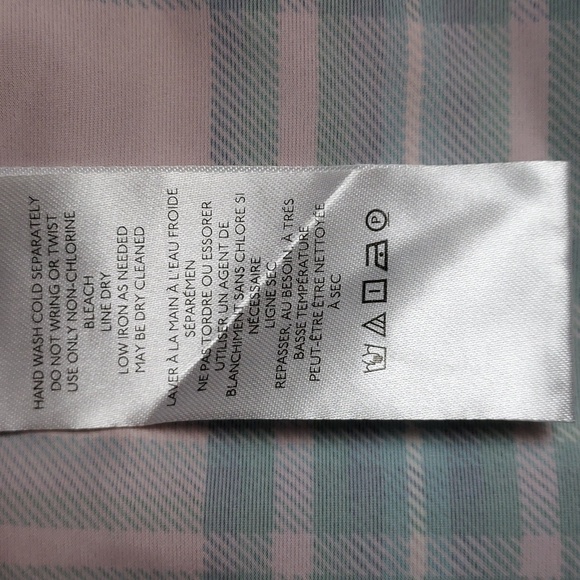 HAND WASH COLD SEPARATELY
DO NOT WRING OR TWIST
USE ONLY NON-CHLORINE
BLEACH
LINE DRY
LOW IRON AS NEEDED
MAY BE DRY CLEANED
LAVER À LA MAIN À L'EAU FROIDE
SÉPARÉMEN
NE PAS TORDRE OU ESSORER
UTILISER UN AGENT DE
BLANCHIMENT SANS CHLORE SI
NÉCESSAIRE
LIGNE SEC
REPASSER, AU BESOIN À TRÉS
BASSE TEMPÉRATURE
PEUT-ÊTRE ÊTRE NETTOYÉE
À SEC
P